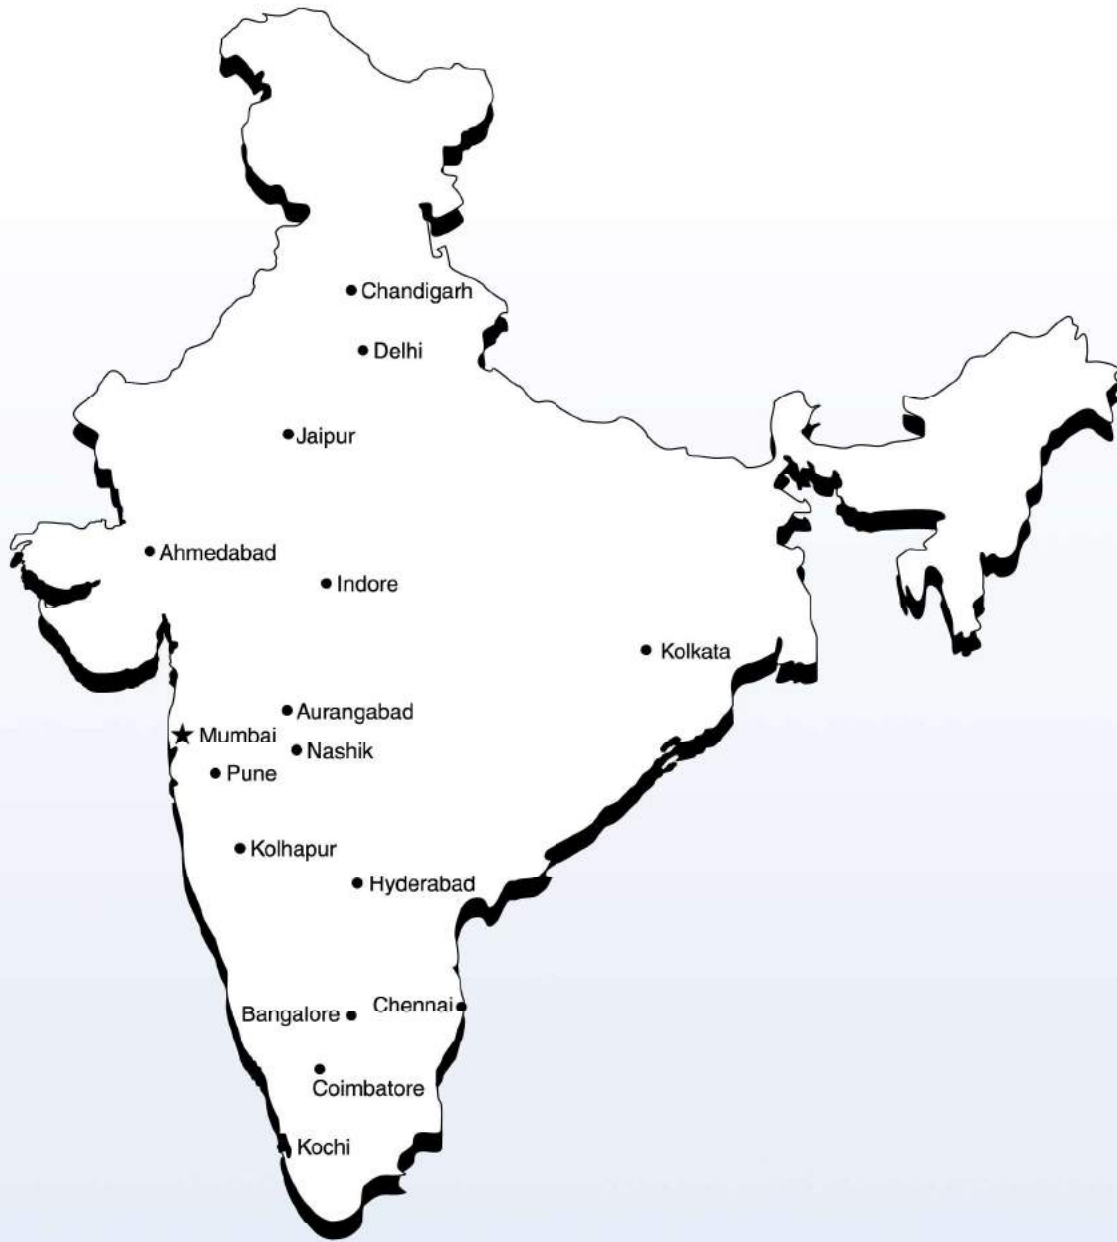 Chandigarh
Delhi
Jaipur
Ahmedabad
Indore
Kolkata
Aurangabad
Mumbai
Nashik
Pune
Kolhapur
Hyderabad
Chennai
Bangalore
Coimbatore
Kochi